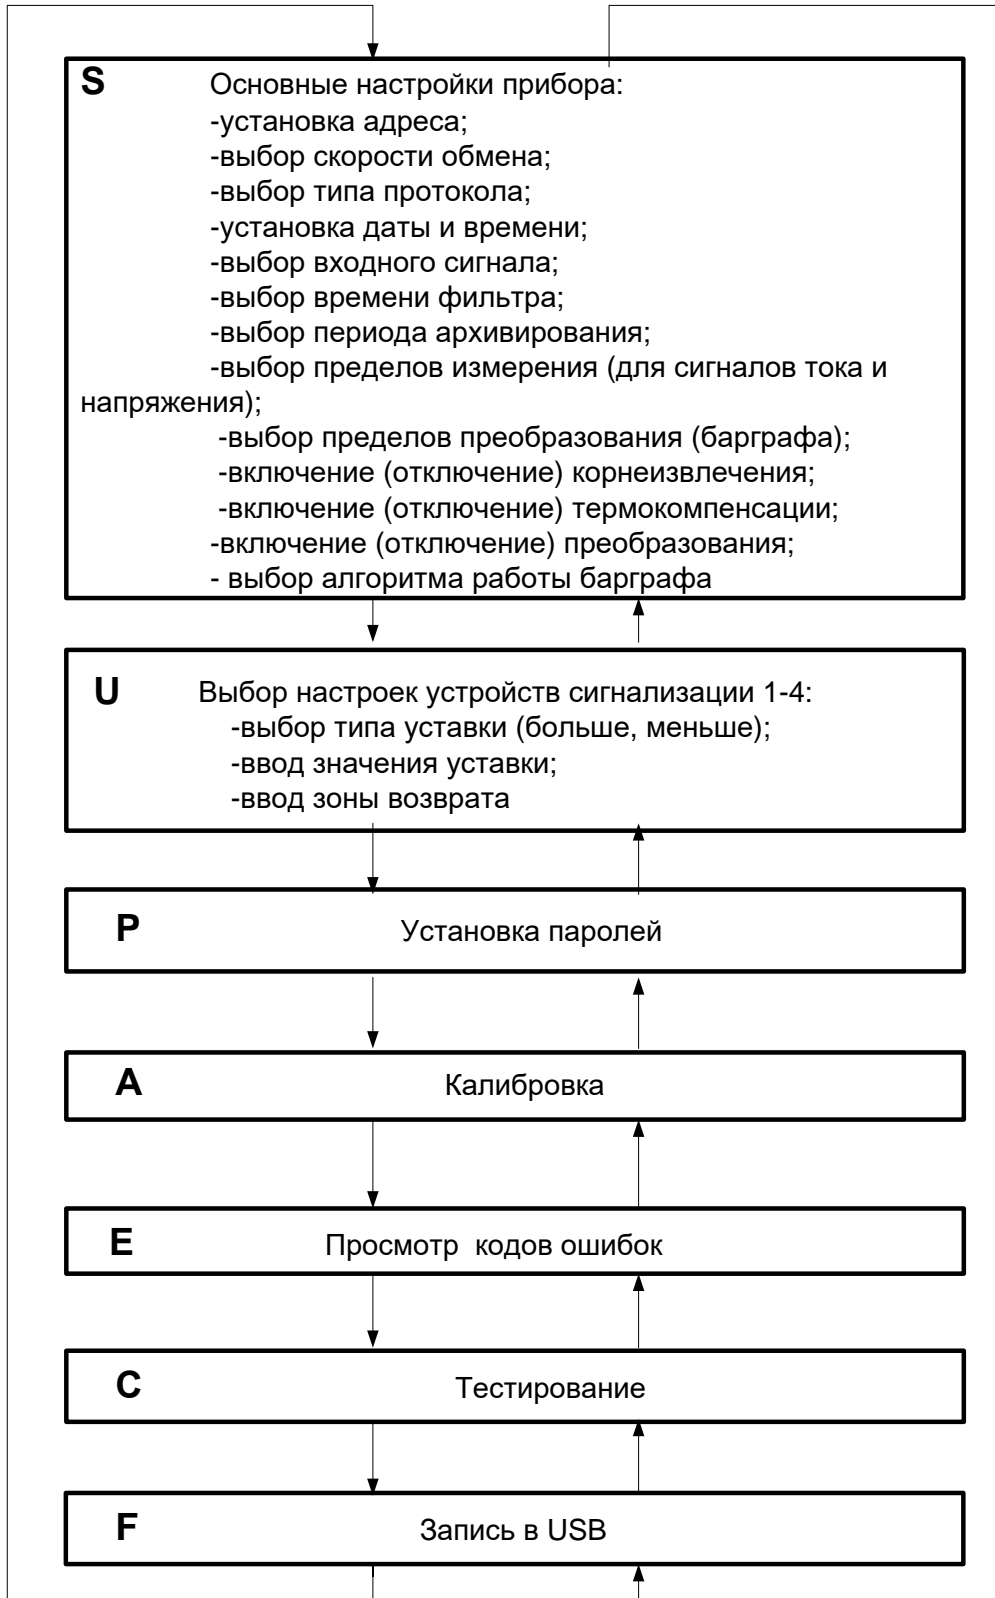 S Основные настройки прибора:
-установка адреса;
-выбор скорости обмена;
-выбор типа протокола;
-установка даты и времени;
-выбор входного сигнала;
-выбор времени фильтра;
-выбор периода архивирования;
-выбор пределов измерения (для сигналов тока и
напряжения);
-выбор пределов преобразования (барграфа);
-включение (отключение) корнеизвлечения;
-включение (отключение) термокомпенсации;
-включение (отключение) преобразования;
- выбор алгоритма работы барграфа
U Выбор настроек устройств сигнализации 1-4:
-выбор типа уставки (больше, меньше);
-ввод значения уставки;
-ввод зоны возврата
P Установка паролей
A Калибровка
E Просмотр кодов ошибок
C Тестирование
F Запись в USB